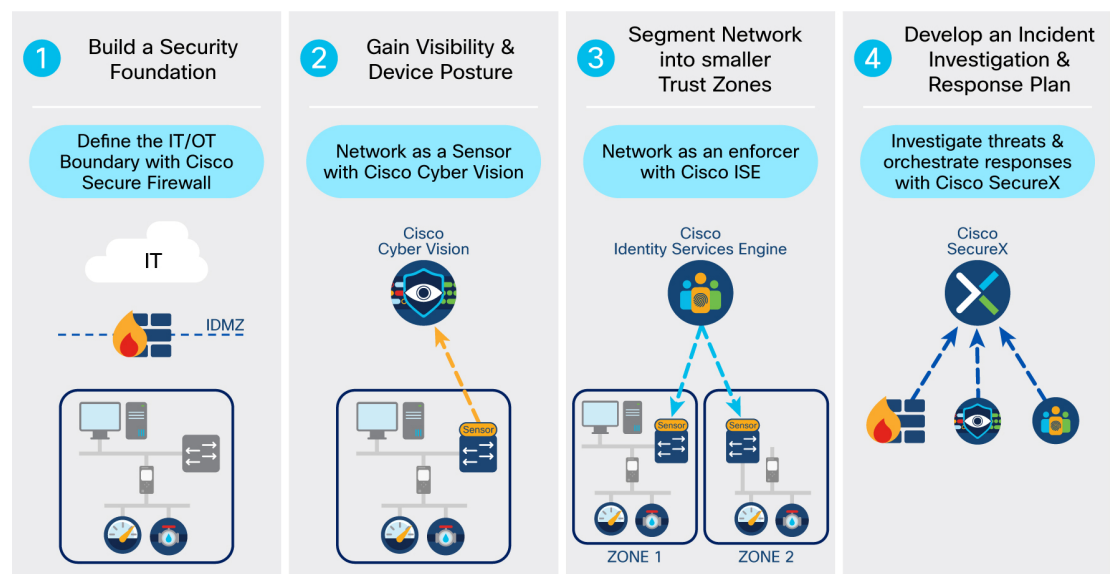 1
Build a Security
Foundation
Define the IT/OT
Boundary with Cisco
Secure Firewall
IT
IDMZ
2
Gain Visibility &
Device Posture
Network as a Sensor
with Cisco Cyber Vision
Cisco
Cyber Vision
Sensor
3
Segment Network
into smaller
Trust Zones
Network as an enforcer
with Cisco ISE
Cisco
Identity Services Engine
Sensor
Sensor
ZONE 1
ZONE 2
4
Develop an Incident
Investigation &
Response Plan
Investigate threats &
orchestrate responses
with Cisco SecureX
Cisco
SecureX